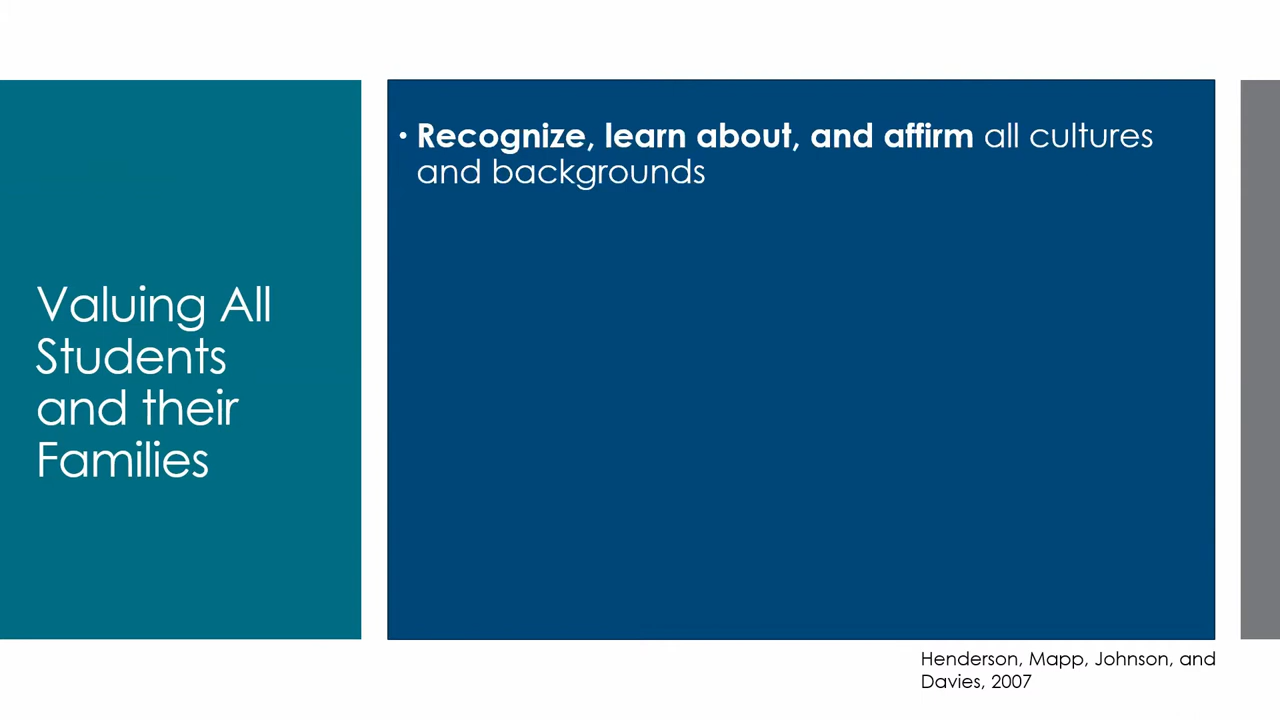 Valuing All
Students
and their
Families
• Recognize, learn about, and affirm all cultures
and backgrounds
Henderson, Mapp, Johnson, and
Davies, 2007